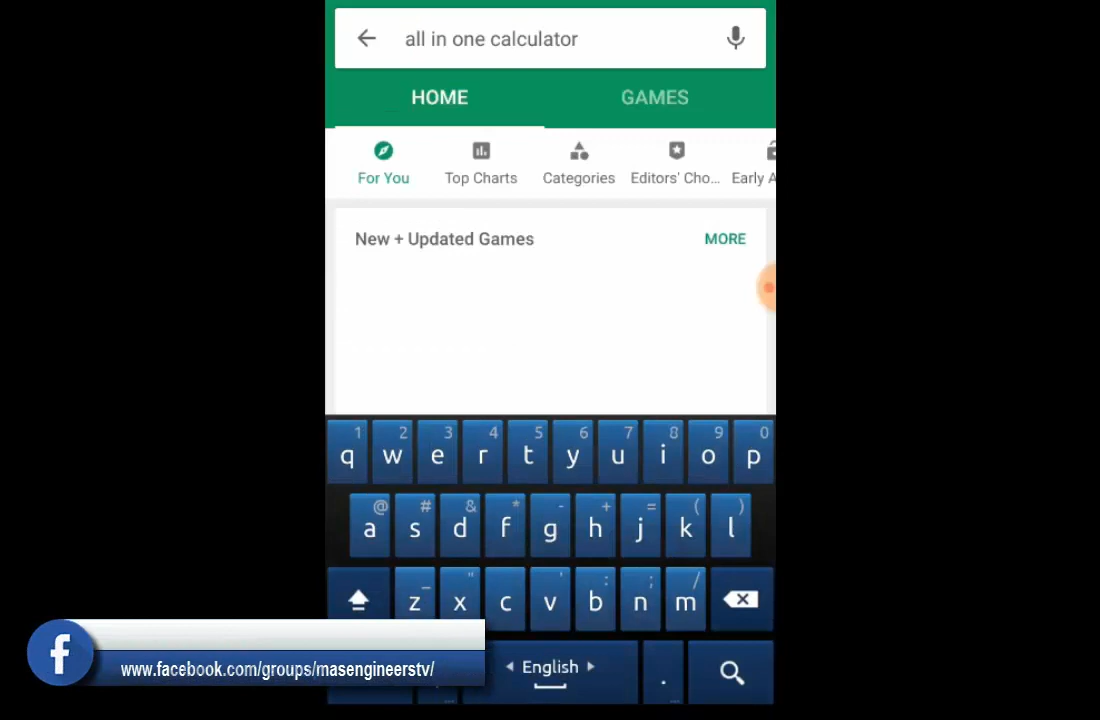 all in one calculator
HOME GAMES
For You Top Charts Categories Editors' Cho... Early A
New + Updated Games MORE
1 2 3 4 5 6 7 8 9 0
q w e r t y u i o p
@ # & * - + = ( )
a s d f g h j k l
_ " ' : ; /
z x c v b n m
English .
www.facebook.com/groups/masengineerstv/